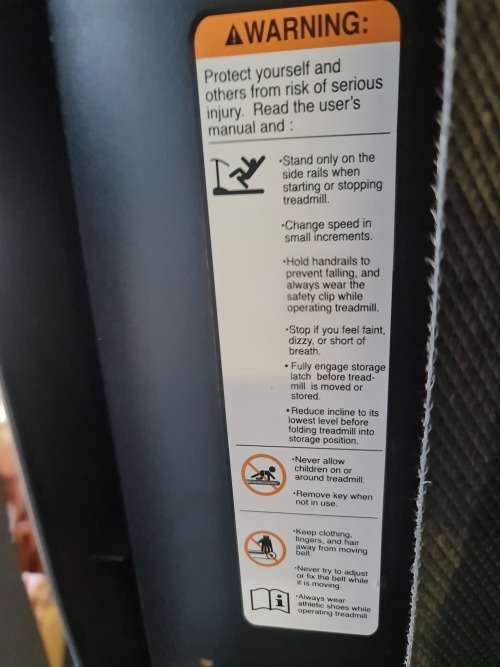 WARNING:
Protect yourself and
others from risk of serious
injury. Read the user's
manual and :
•Stand only on the
side rails when
starting or stopping
treadmill.
•Change speed in
small increments.
•Hold handrails to
prevent falling, and
always wear the
safety clip while
operating treadmill.
•Stop if you feel faint,
dizzy, or short of
breath.
• Fully engage storage
latch before tread-
mill is moved or
stored.
•Reduce incline to its
lowest level before
folding treadmill into
storage position.
•Never allow
children on or
around treadmill.
•Remove key when
not in use.
•Keep clothing,
fingers, and hair
away from moving
belt.
•Never try to adjust
or fix the belt while
it is moving.
•Always wear
athletic shoes while
operating treadmill